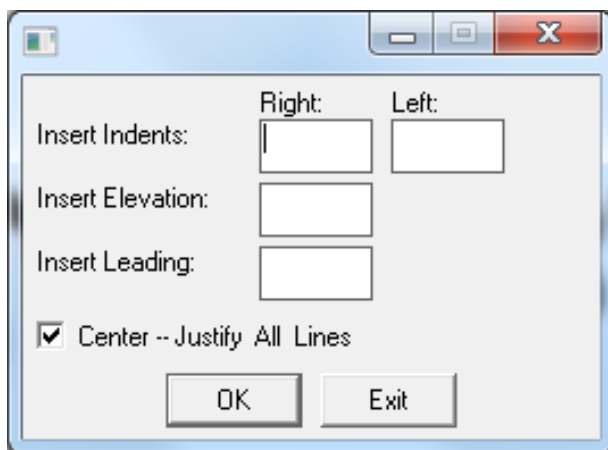 Right: Left:
Insert Indents:
Insert Elevation:
Insert Leading:
Center -- Justify All Lines
OK Exit